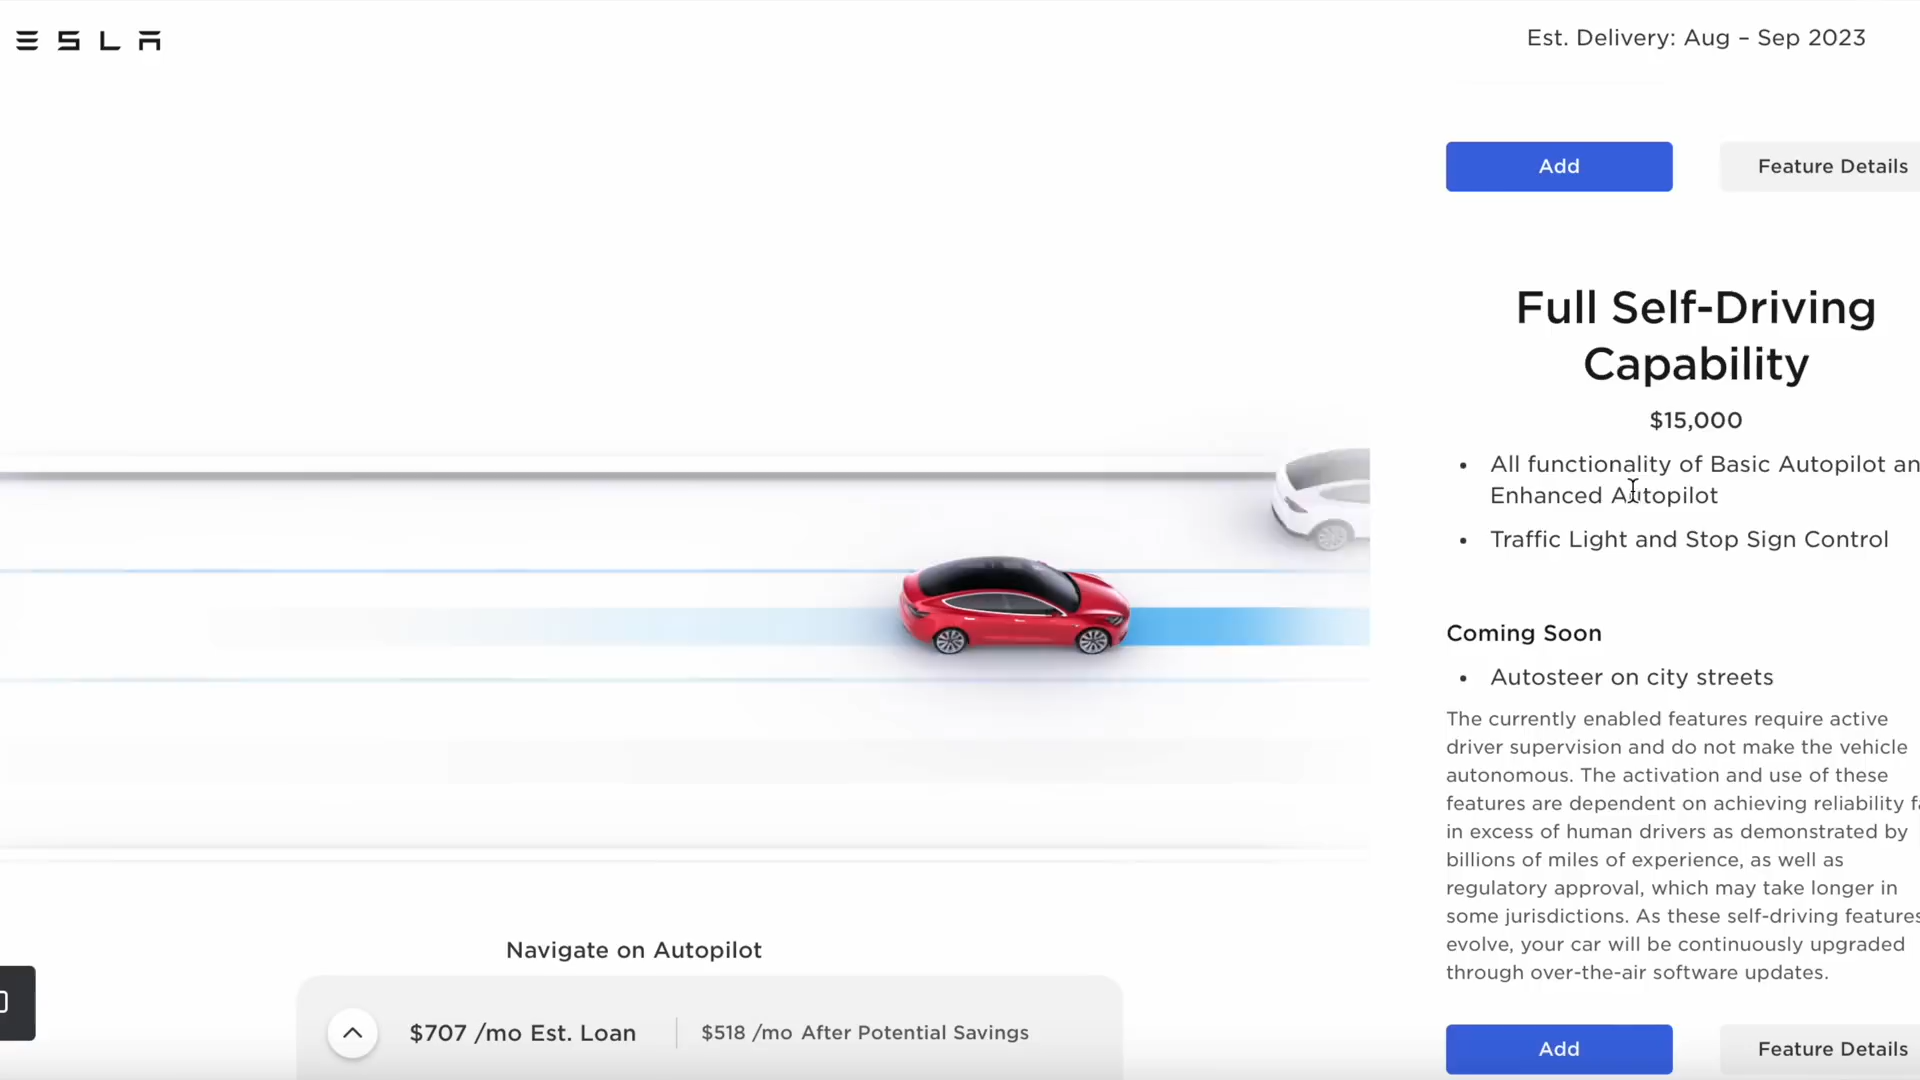 ESLA
Est. Delivery: Aug – Sep 2023
Add
Feature Details
Full Self-Driving
Capability
$15,000
• All functionality of Basic Autopilot an
Enhanced Autopilot
• Traffic Light and Stop Sign Control
Coming Soon
• Autosteer on city streets
The currently enabled features require active
driver supervision and do not make the vehicle
autonomous. The activation and use of these
features are dependent on achieving reliability fa
in excess of human drivers as demonstrated by
billions of miles of experience, as well as
regulatory approval, which may take longer in
some jurisdictions. As these self-driving features
evolve, your car will be continuously upgraded
through over-the-air software updates.
Add
Feature Details
Navigate on Autopilot
$707 /mo Est. Loan
$518 /mo After Potential Savings